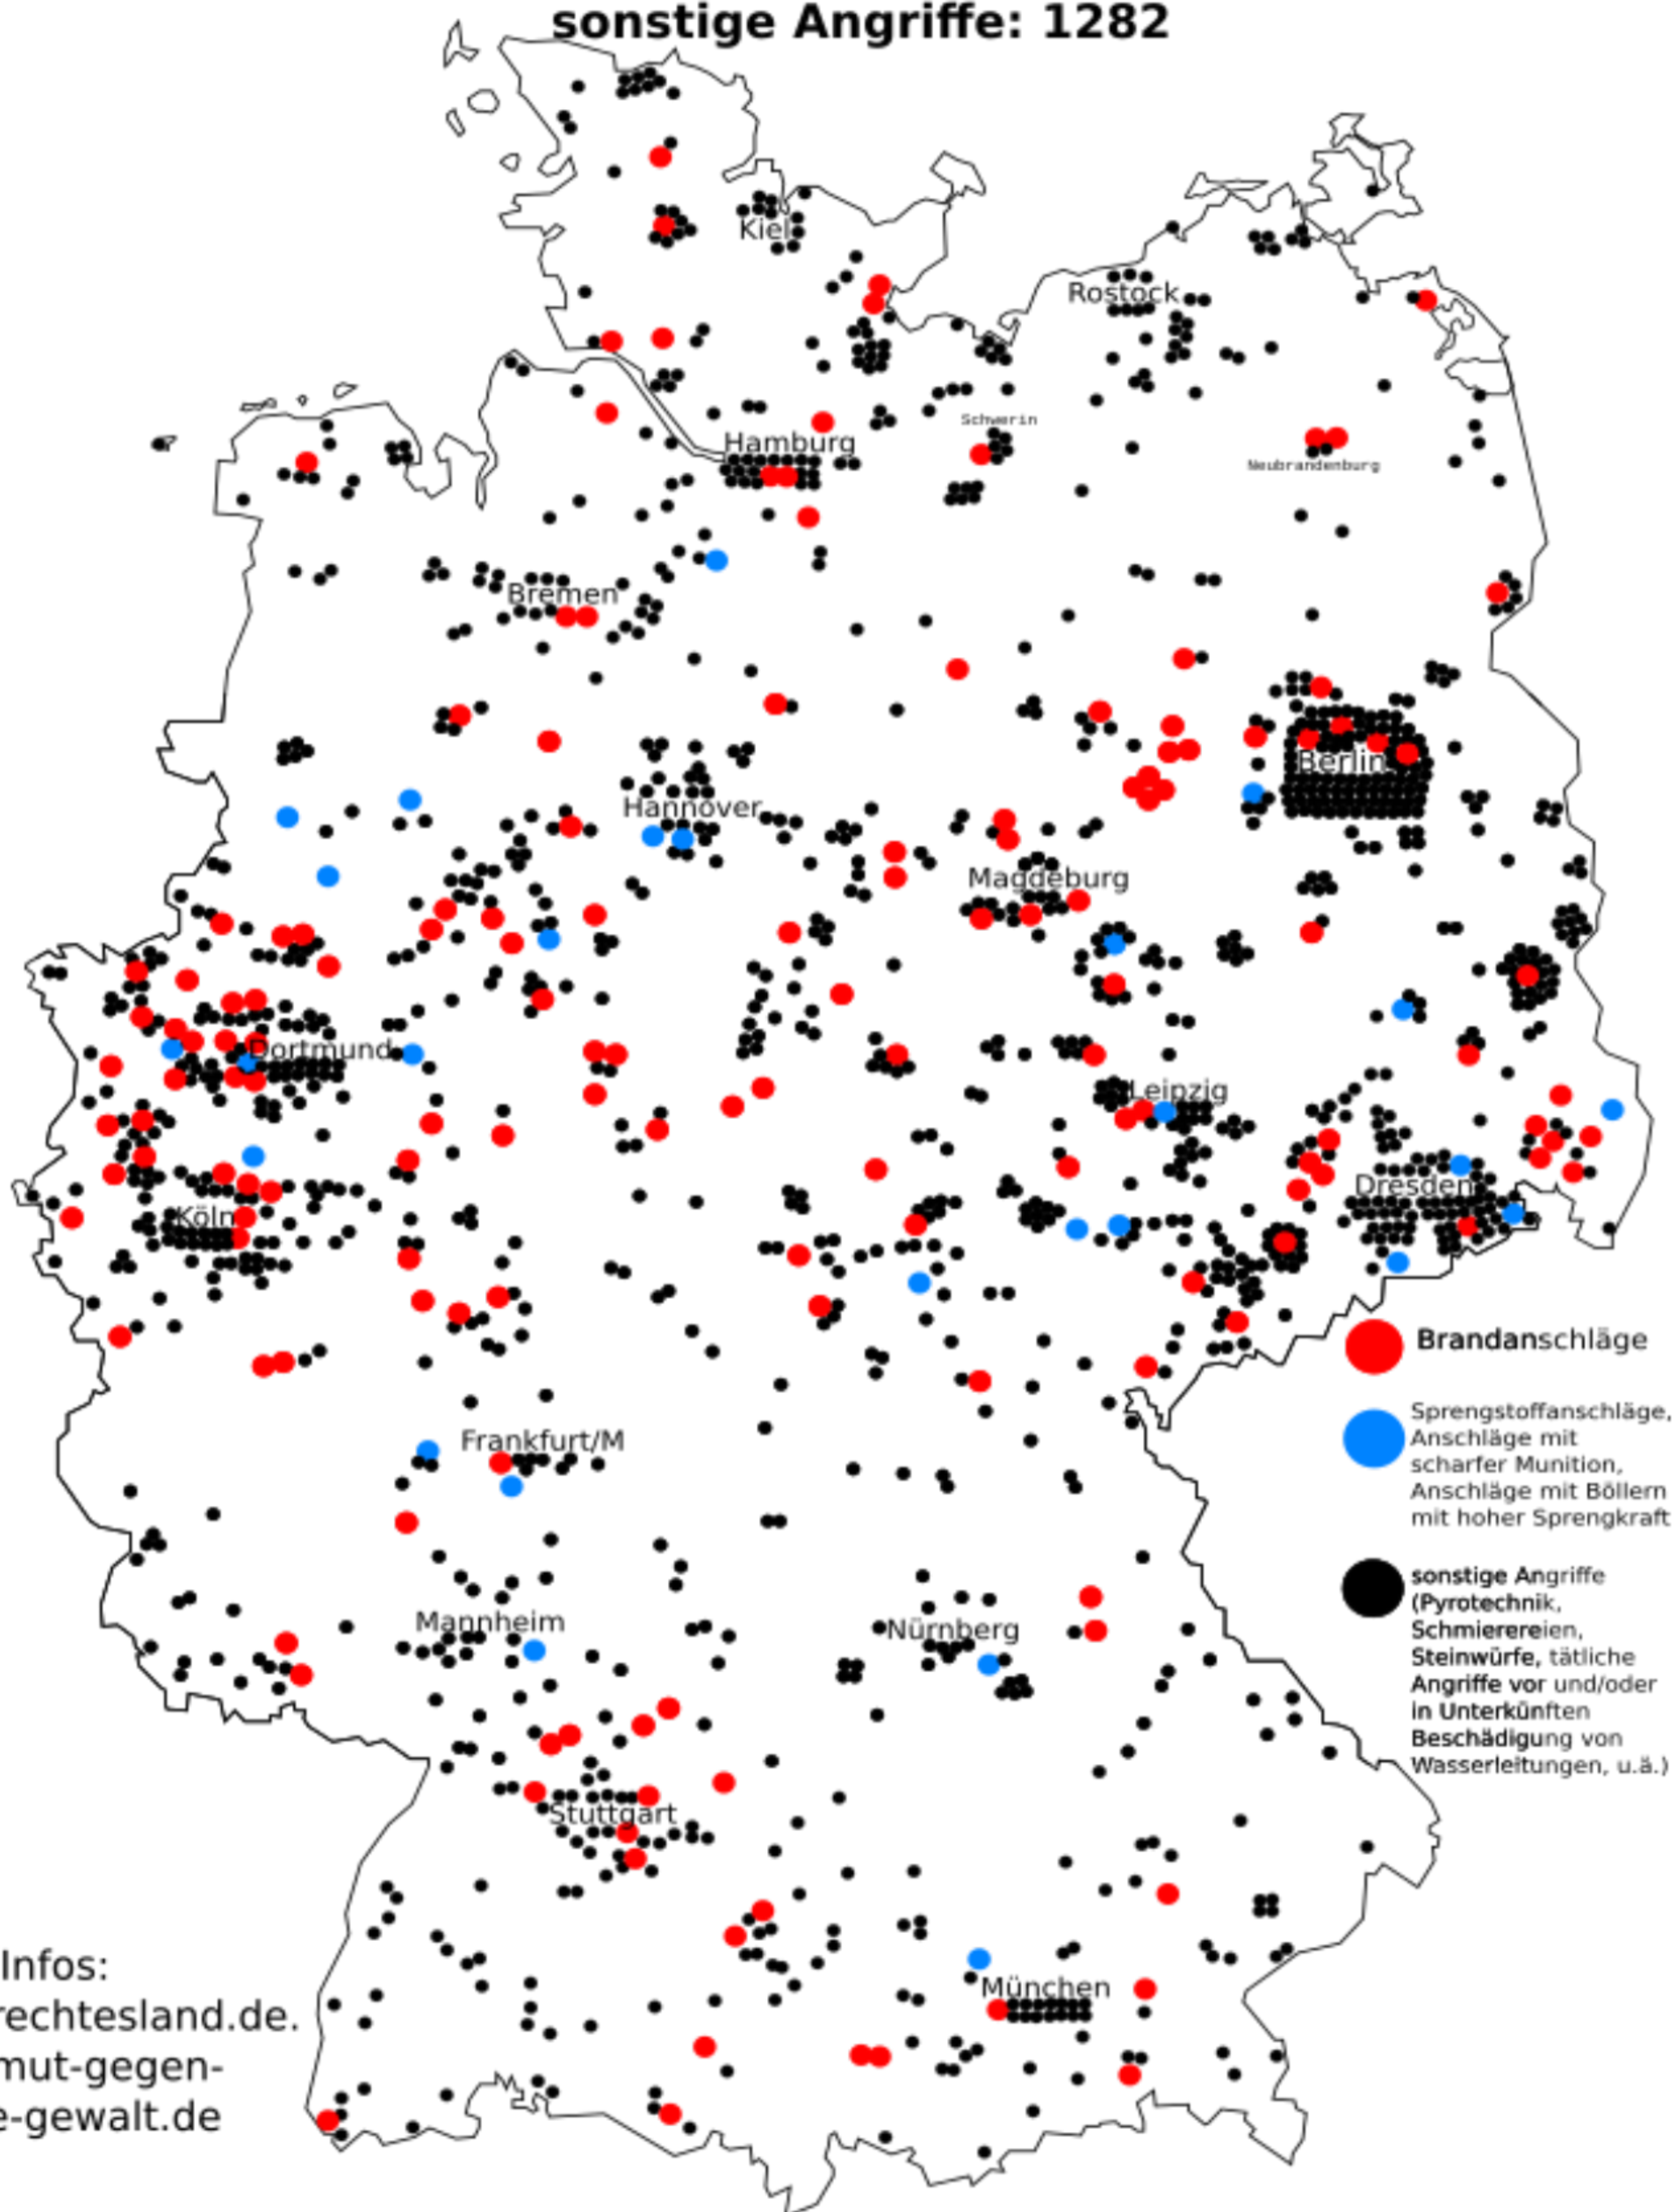 sonstige Angriffe: 1282
Kiel
Rostock
Schwerin
Hamburg
Neubrandenburg
Bremen
Berlin
Hannover
Magdeburg
Dortmund
Leipzig
Dresden
Köln
Brandanschläge
Sprengstoffanschläge,
Anschläge mit
scharfer Munition,
Anschläge mit Böllern
mit hoher Sprengkraft
Frankfurt/M
sonstige Angriffe
(Pyrotechnik,
Schmierereien,
Steinwürfe, tätliche
Angriffe vor und/oder
in Unterkünften
Beschädigung von
Wasserleitungen, u.ä.)
Mannheim
Nürnberg
Stuttgart
München
Infos:
rechtesland.de.
mut-gegen-
e-gewalt.de